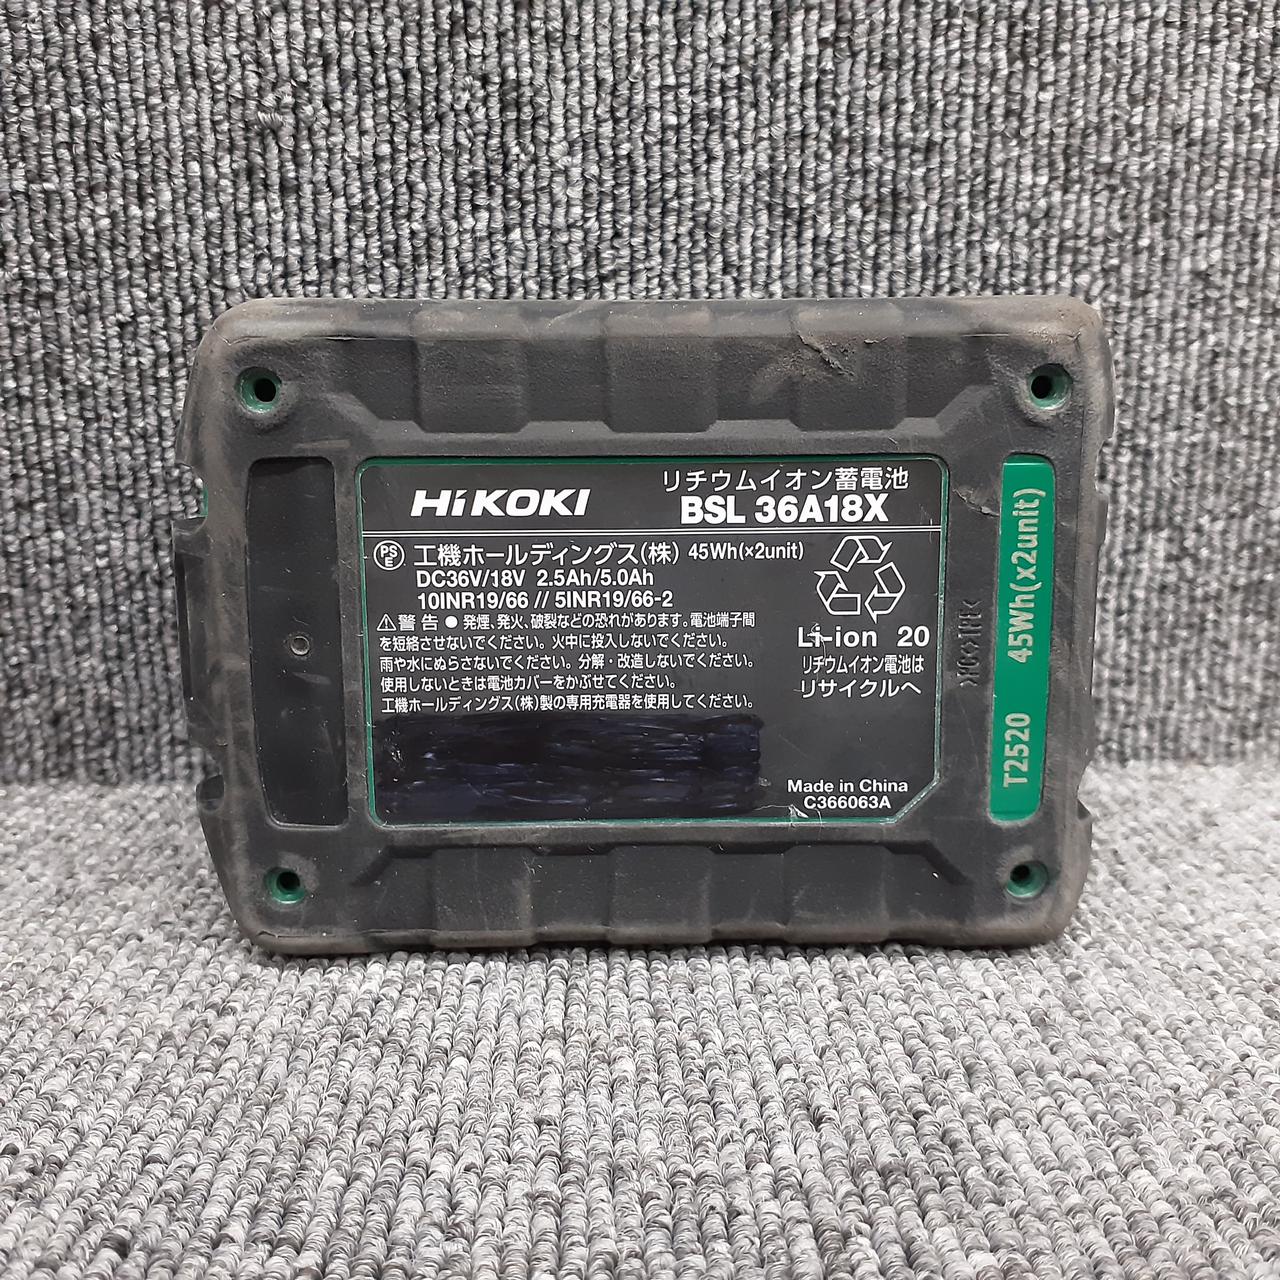 HiKOKI
リチウムイオン蓄電池
BSL 36A18X
PSE 工機ホールディングス(株) 45Wh(×2unit)
DC36V/18V 2.5Ah/5.0Ah
10INR19/66 // 5INR19/66-2
⚠警告 ● 発煙、発火、破裂などの恐れがあります。電池端子間
を短絡させないでください。火中に投入しないでください。
雨や水にぬらさないでください。分解・改造しないでください。
使用しないときは電池カバーをかぶせてください。
工機ホールディングス(株)製の専用充電器を使用してください。
Li-ion 20
リチウムイオン電池は
リサイクルへ
Made in China
C366063A
T2520 45Wh(x2unit)